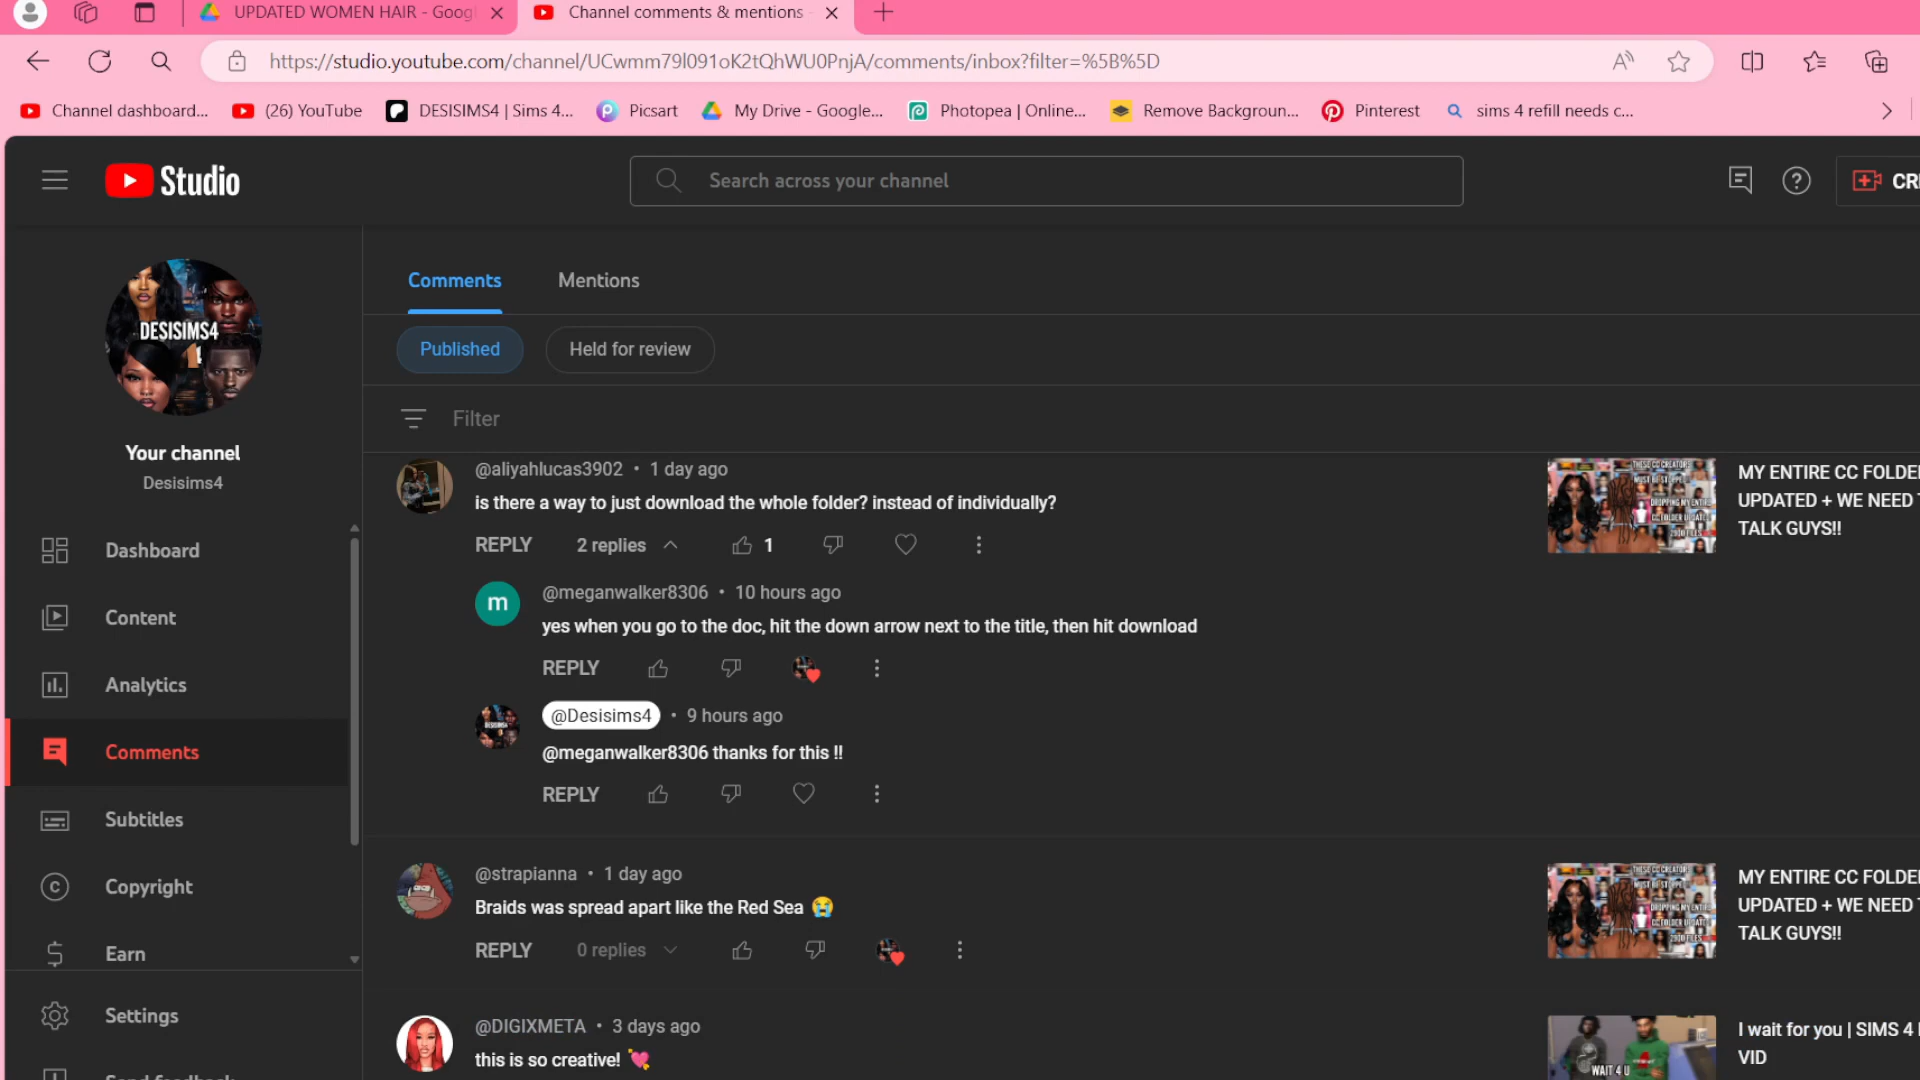 UPDATED WOMEN HAIR - Goog
Channel comments & mentions
https://studio.youtube.com/channel/UCwmm79l091oK2tQhWU0PnjA/comments/inbox?filter=%5B%5D
Channel dashboard...
(26) YouTube
DESISIMS4 | Sims 4...
Picsart
My Drive - Google...
Photopea | Online...
Remove Backgroun...
Pinterest
sims 4 refill needs c...
Studio
Search across your channel
CRE
DESISIMS4
4
Your channel
Desisims4
Dashboard
Content
Analytics
Comments
Subtitles
Copyright
Earn
Settings
Send feedback
Comments
Mentions
Published
Held for review
Filter
@aliyahlucas3902 • 1 day ago
is there a way to just download the whole folder? instead of individually?
REPLY
2 replies
1
MY ENTIRE CC FOLDER
UPDATED + WE NEED T
TALK GUYS!!
m
@meganwalker8306 • 10 hours ago
yes when you go to the doc, hit the down arrow next to the title, then hit download
REPLY
@Desisims4 • 9 hours ago
@meganwalker8306 thanks for this !!
REPLY
@strapianna • 1 day ago
Braids was spread apart like the Red Sea 😭
REPLY
0 replies
MY ENTIRE CC FOLDER
UPDATED + WE NEED T
TALK GUYS!!
@DIGIXMETA • 3 days ago
this is so creative! 💘
WAIT 4 U
I wait for you | SIMS 4
VID